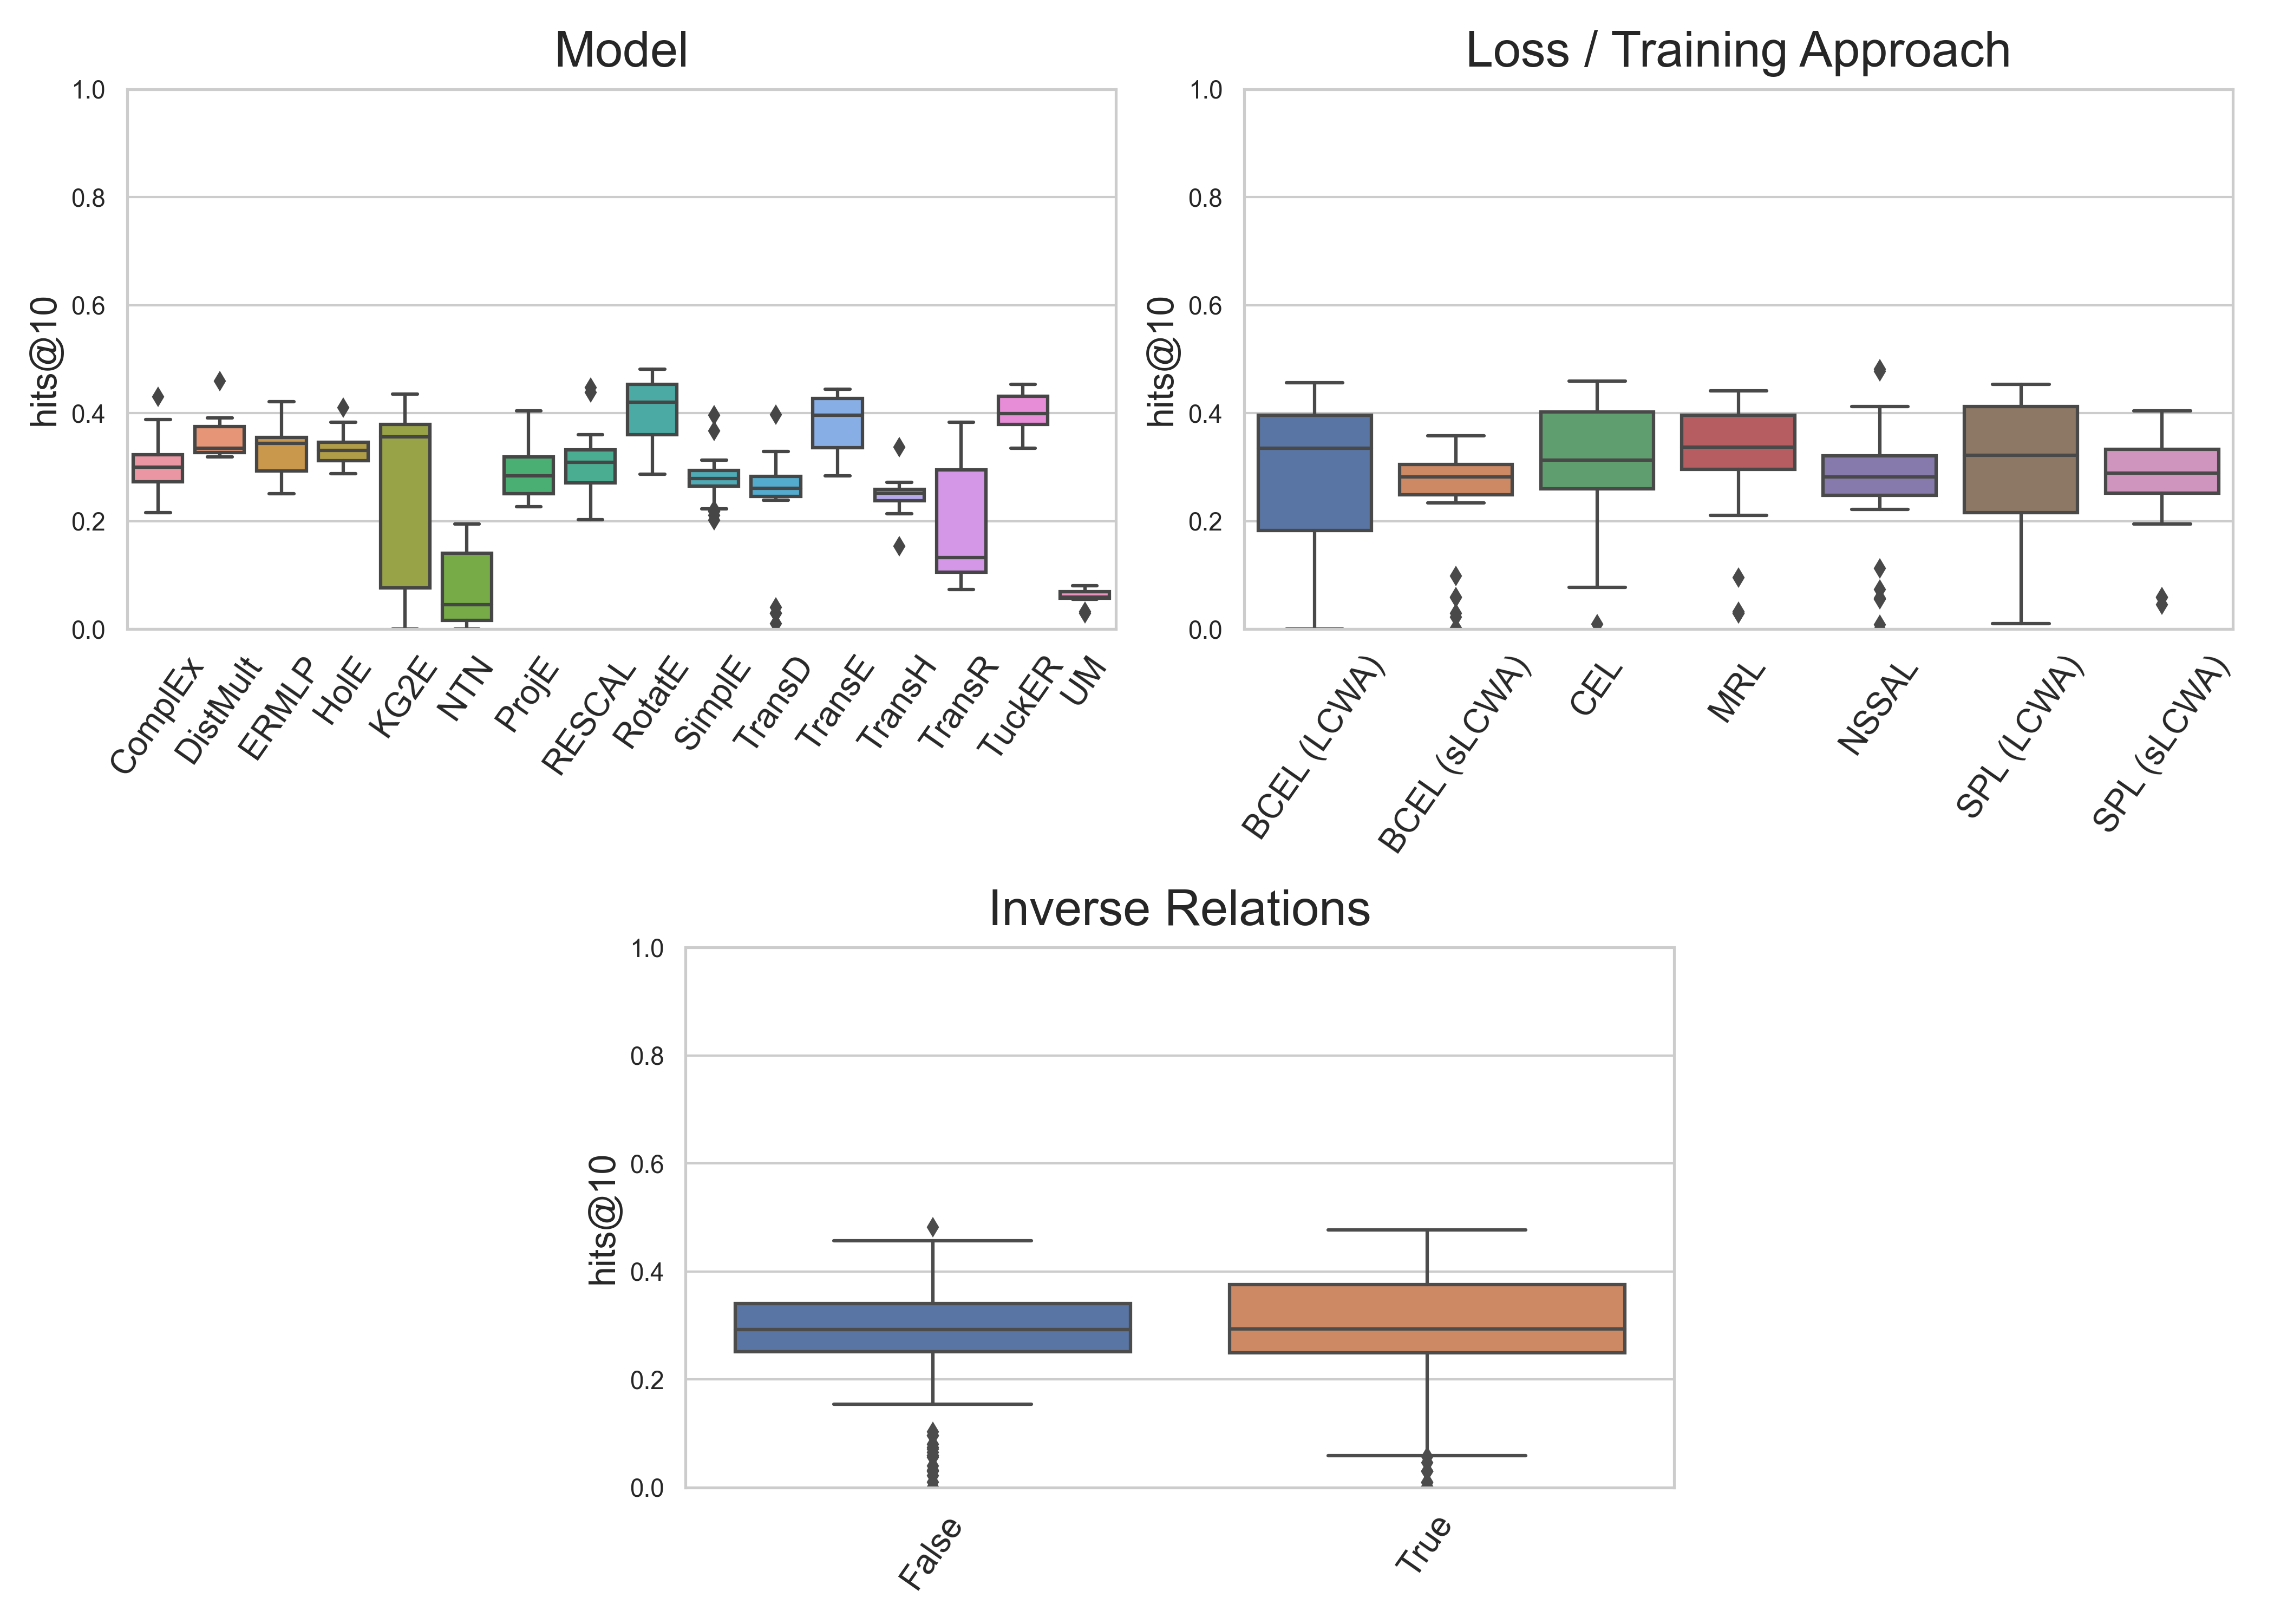 Model
1.0
0.8
0.6
0.4
0.2
0.0
hits@10
ComplEx
DistMult
ERMLP
HolE
KG2E
NTN
ProjE
RESCAL
RotatE
SimplE
TransD
TransE
TransH
TransR
TuckER
UM
Loss / Training Approach
1.0
0.8
0.6
0.4
0.2
0.0
hits@10
BCEL (LCWA)
BCEL (sLCWA)
CEL
MRL
NSSAL
SPL (LCWA)
SPL (sLCWA)
Inverse Relations
1.0
0.8
0.6
0.4
0.2
0.0
hits@10
False
True